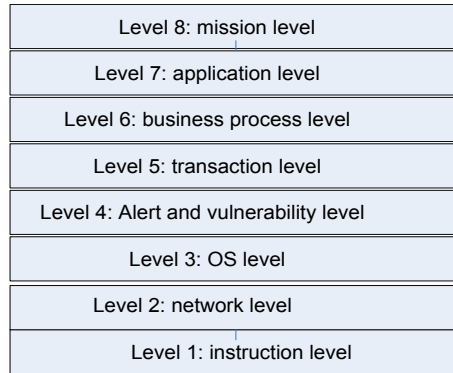 Level 8: mission level
Level 7: application level
Level 6: business process level
Level 5: transaction level
Level 4: Alert and vulnerability level
Level 3: OS level
Level 2: network level
Level 1: instruction level